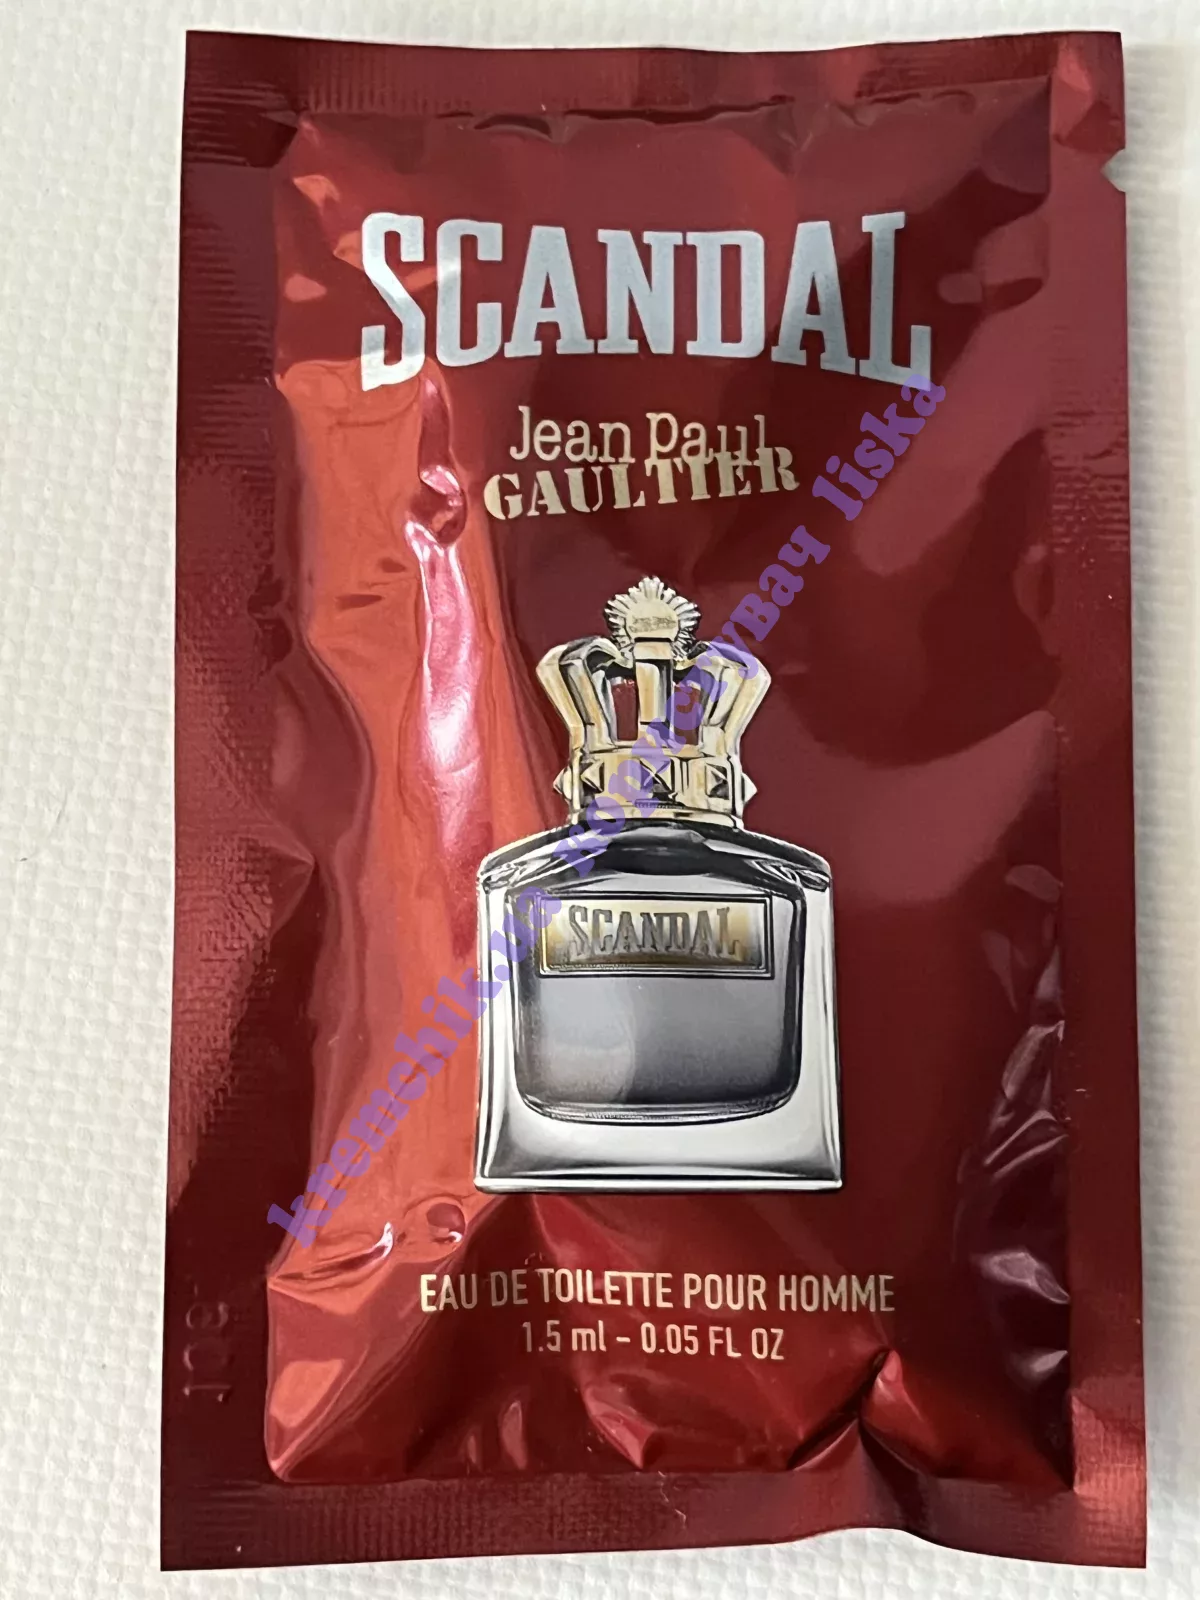 SCANDAL
Jean Paul
GAULTIER
SCANDAL
EAU DE TOILETTE POUR HOMME
1.5 ml - 0.05 FL OZ